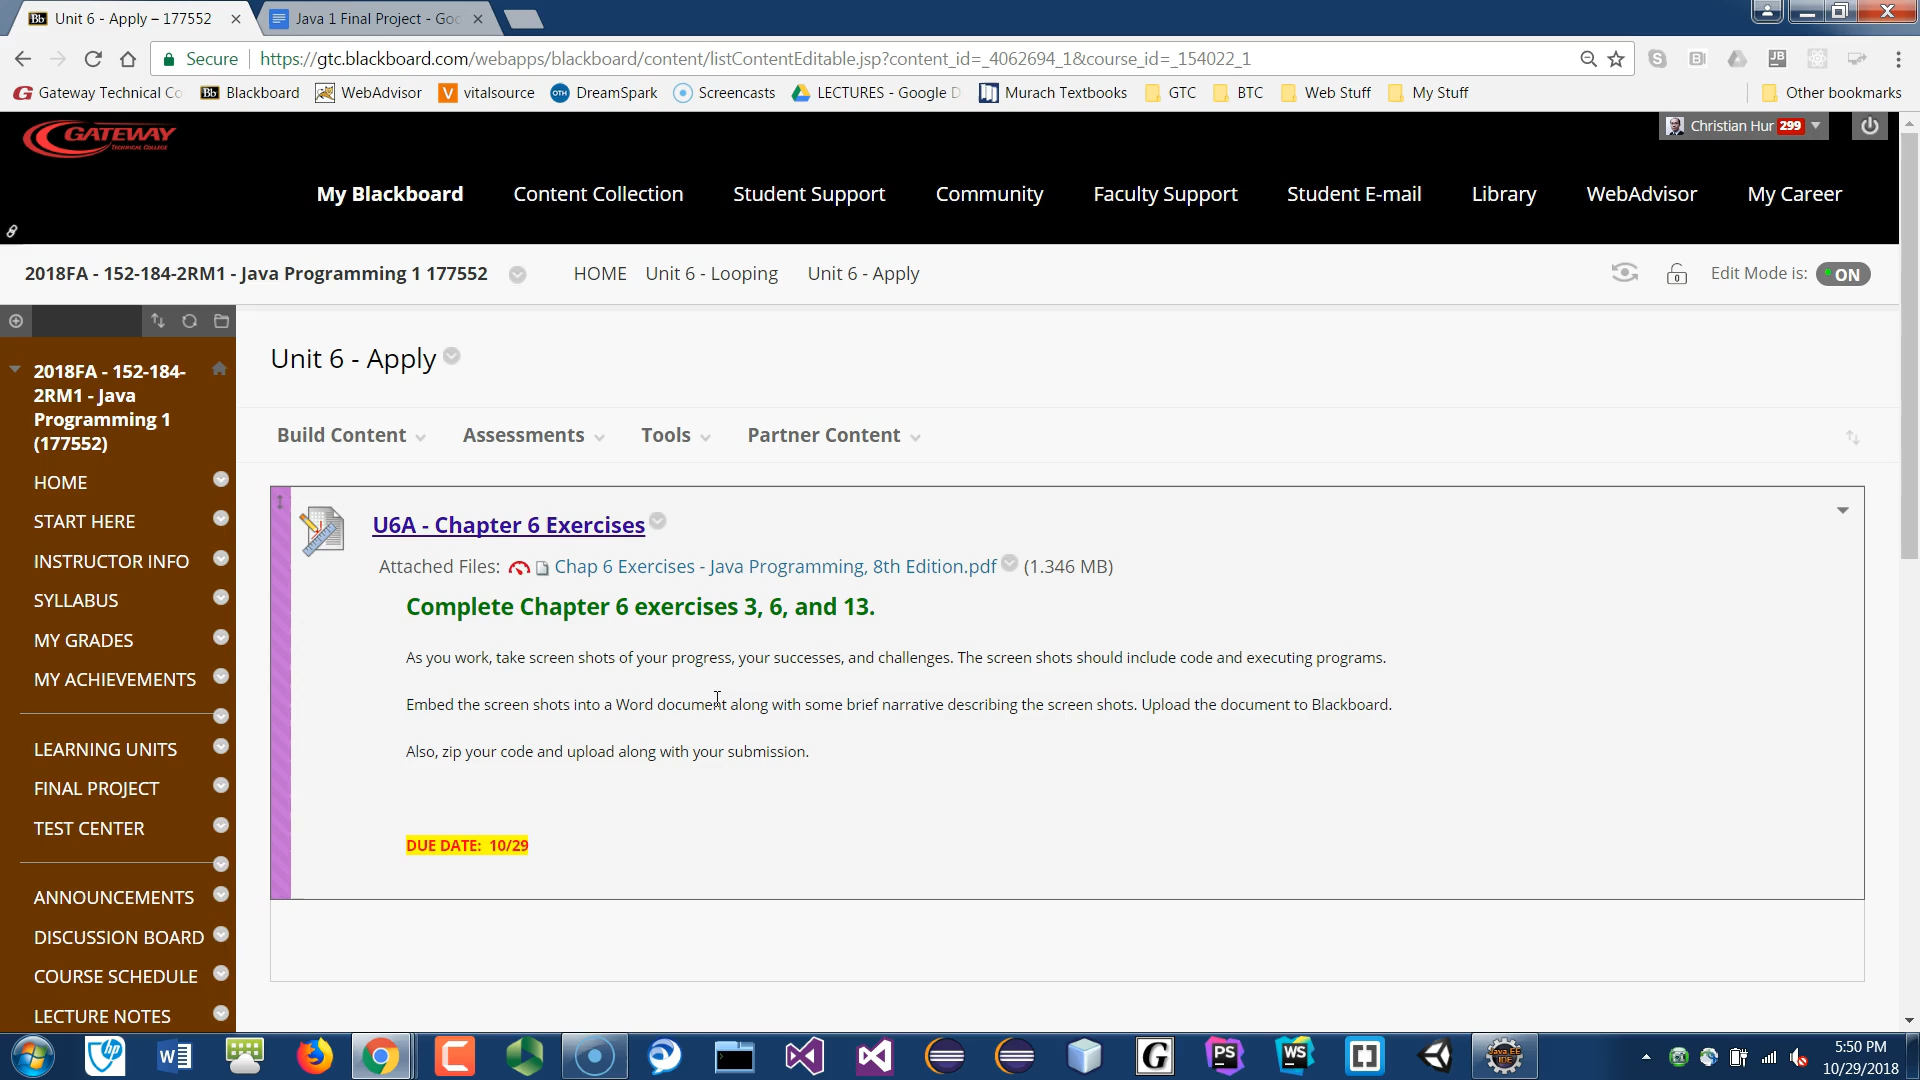 Unit 6 - Apply – 177552
Java 1 Final Project - Goo
Secure https://gtc.blackboard.com/webapps/blackboard/content/listContentEditable.jsp?content_id=_4062694_1&course_id=_154022_1
Gateway Technical Co Blackboard WebAdvisor vitalsource DreamSpark Screencasts LECTURES - Google D Murach Textbooks GTC BTC Web Stuff My Stuff Other bookmarks
GATEWAY
TECHNICAL COLLEGE
Christian Hur 299
My Blackboard Content Collection Student Support Community Faculty Support Student E-mail Library WebAdvisor My Career
2018FA - 152-184-2RM1 - Java Programming 1 177552 HOME Unit 6 - Looping Unit 6 - Apply Edit Mode is: ON
2018FA - 152-184-
2RM1 - Java
Programming 1
(177552)
HOME
START HERE
INSTRUCTOR INFO
SYLLABUS
MY GRADES
MY ACHIEVEMENTS
LEARNING UNITS
FINAL PROJECT
TEST CENTER
ANNOUNCEMENTS
DISCUSSION BOARD
COURSE SCHEDULE
LECTURE NOTES
Unit 6 - Apply
Build Content Assessments Tools Partner Content
U6A - Chapter 6 Exercises
Attached Files: Chap 6 Exercises - Java Programming, 8th Edition.pdf (1.346 MB)
Complete Chapter 6 exercises 3, 6, and 13.
As you work, take screen shots of your progress, your successes, and challenges. The screen shots should include code and executing programs.
Embed the screen shots into a Word document along with some brief narrative describing the screen shots. Upload the document to Blackboard.
Also, zip your code and upload along with your submission.
DUE DATE: 10/29
5:50 PM
10/29/2018